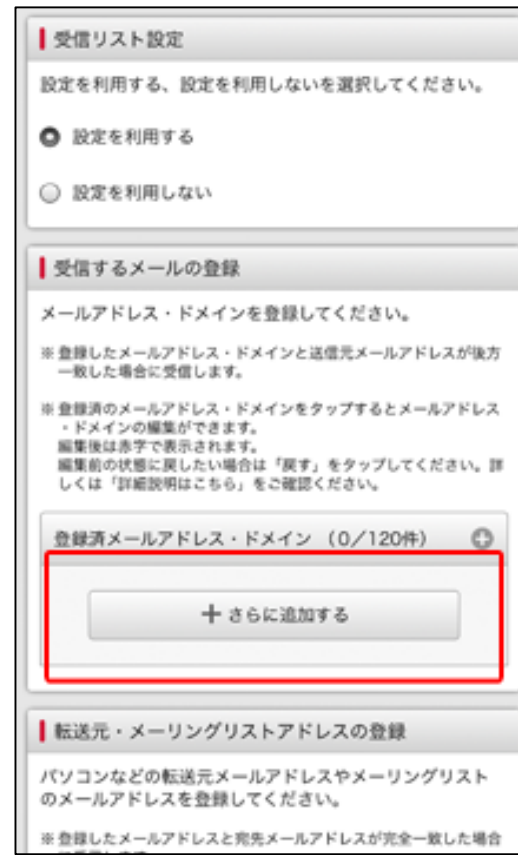 受信リスト設定
設定を利用する、設定を利用しないを選択してください。
設定を利用する
設定を利用しない
受信するメールの登録
メールアドレス・ドメインを登録してください。
※ 登録したメールアドレス・ドメインと送信元メールアドレスが後方
一致した場合に受信します。
※ 登録済のメールアドレス・ドメインをタップするとメールアドレス
・ドメインの編集ができます。
編集後は赤字で表示されます。
編集前の状態に戻したい場合は「戻す」をタップしてください。詳
しくは「詳細説明はこちら」をご確認ください。
登録済メールアドレス・ドメイン （0／120件）
＋ さらに追加する
転送元・メーリングリストアドレスの登録
パソコンなどの転送元メールアドレスやメーリングリスト
のメールアドレスを登録してください。
※ 登録したメールアドレスと宛先メールアドレスが完全一致した場合